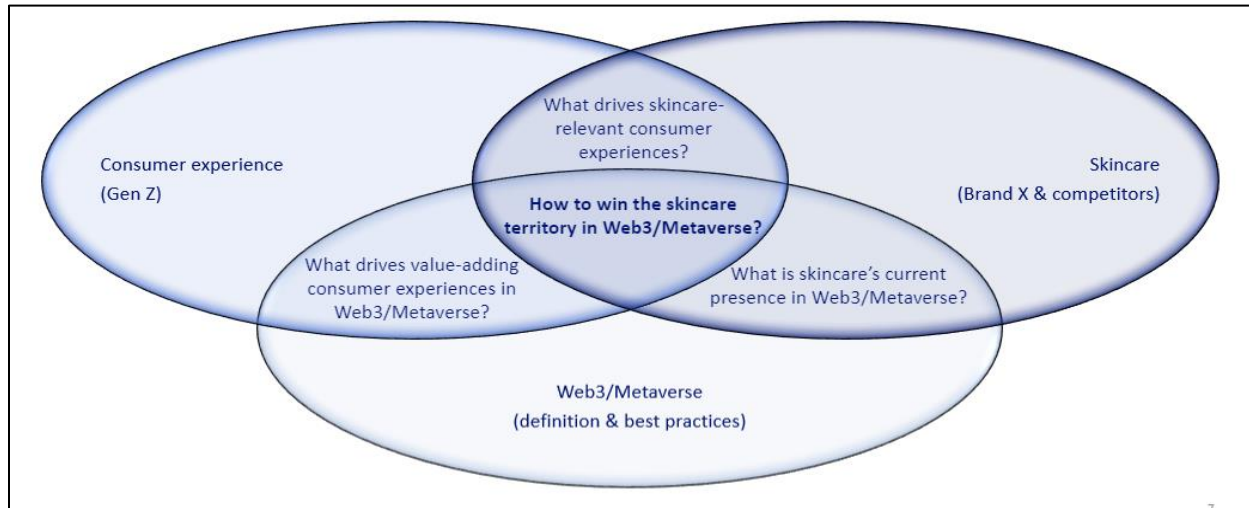 What drives skincare-
relevant consumer
experiences?
Consumer experience
(Gen Z)
Skincare
(Brand X & competitors)
How to win the skincare
territory in Web3/Metaverse?
What drives value-adding
consumer experiences in
Web3/Metaverse?
What is skincare’s current
presence in Web3/Metaverse?
Web3/Metaverse
(definition & best practices)